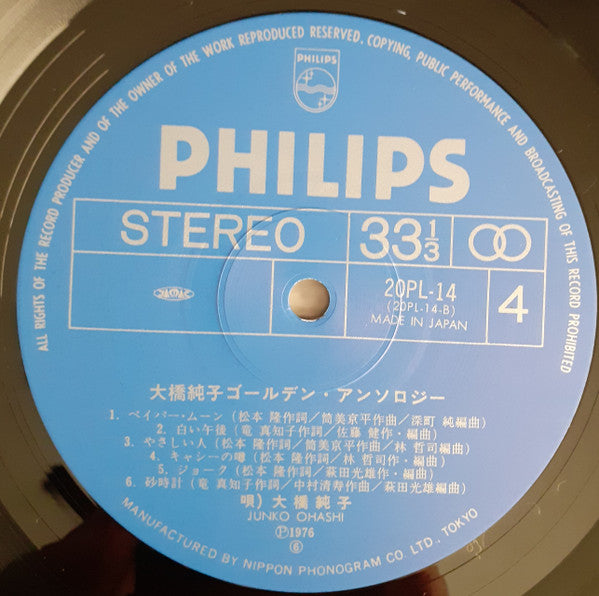 ALL RIGHTS OF THE RECORD PRODUCER AND OF THE OWNER OF THE WORK REPRODUCED RESERVED. COPYING, PUBLIC PERFORMANCE AND BROADCASTING OF THIS RECORD PROHIBITED
PHILIPS
PHILIPS
STEREO 33 1/3
20PL-14
(20PL-14-B)
MADE IN JAPAN
4
大橋純子ゴールデン・アンソロジー
1. ペイパー・ムーン (松本 隆作詞/筒美京平作曲/深町 純編曲)
2. 白い午後 (竜 真知子作詞/佐藤 健作・編曲)
3. やさしい人 (松本 隆作詞/筒美京平作曲/林 哲司編曲)
4. キャシーの噂 (松本 隆作詞/林 哲司作・編曲)
5. ジョーク (松本 隆作詞/萩田光雄作・編曲)
6. 砂時計 (竜 真知子作詞/中村清寿作曲/萩田光雄編曲)
唄) 大橋純子
JUNKO OHASHI
Ⓟ1976
⑥
MANUFACTURED BY NIPPON PHONOGRAM CO. LTD., TOKYO